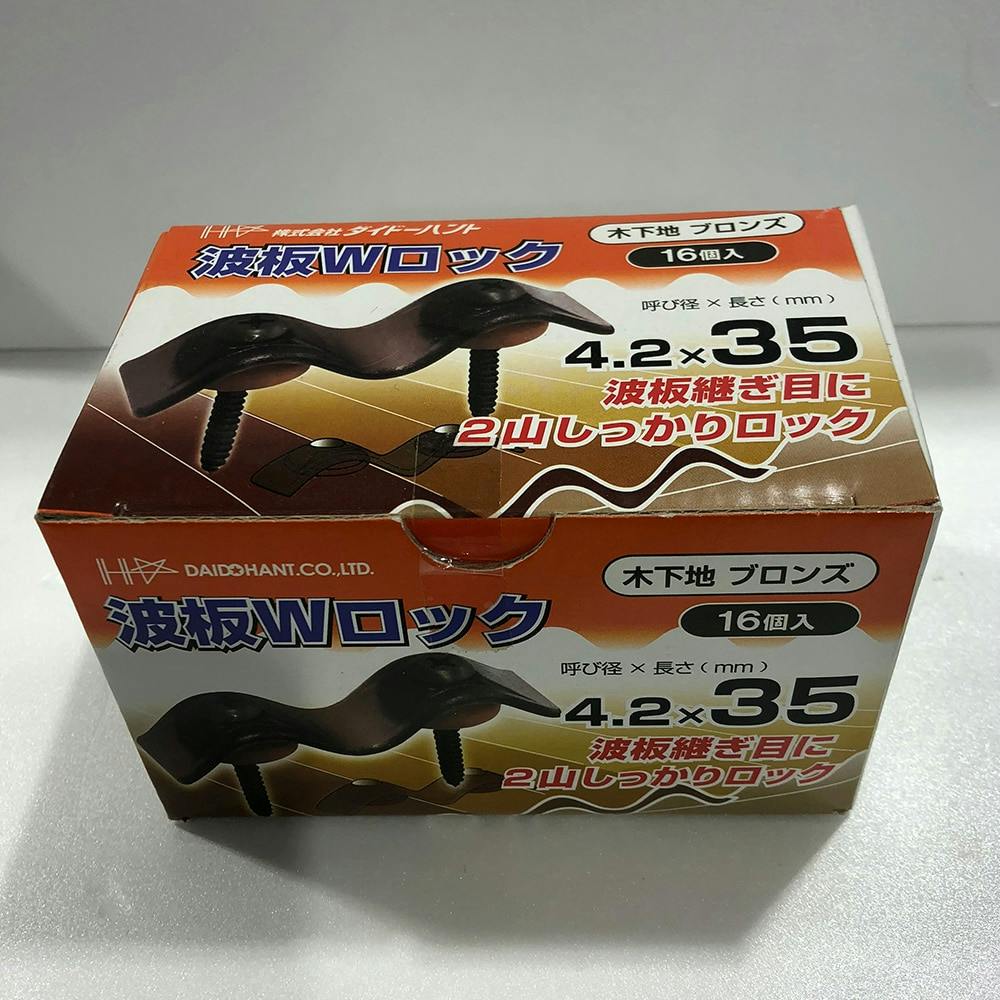 株式会社 ダイドーハント
木下地 ブロンズ
波板Wロック
16個入
呼び径 × 長さ(mm)
4.2×35
波板継ぎ目に
2山しっかりロック
DAIDOHANT.CO.,LTD.
木下地 ブロンズ
波板Wロック
16個入
呼び径 × 長さ(mm)
4.2×35
波板継ぎ目に
2山しっかりロック